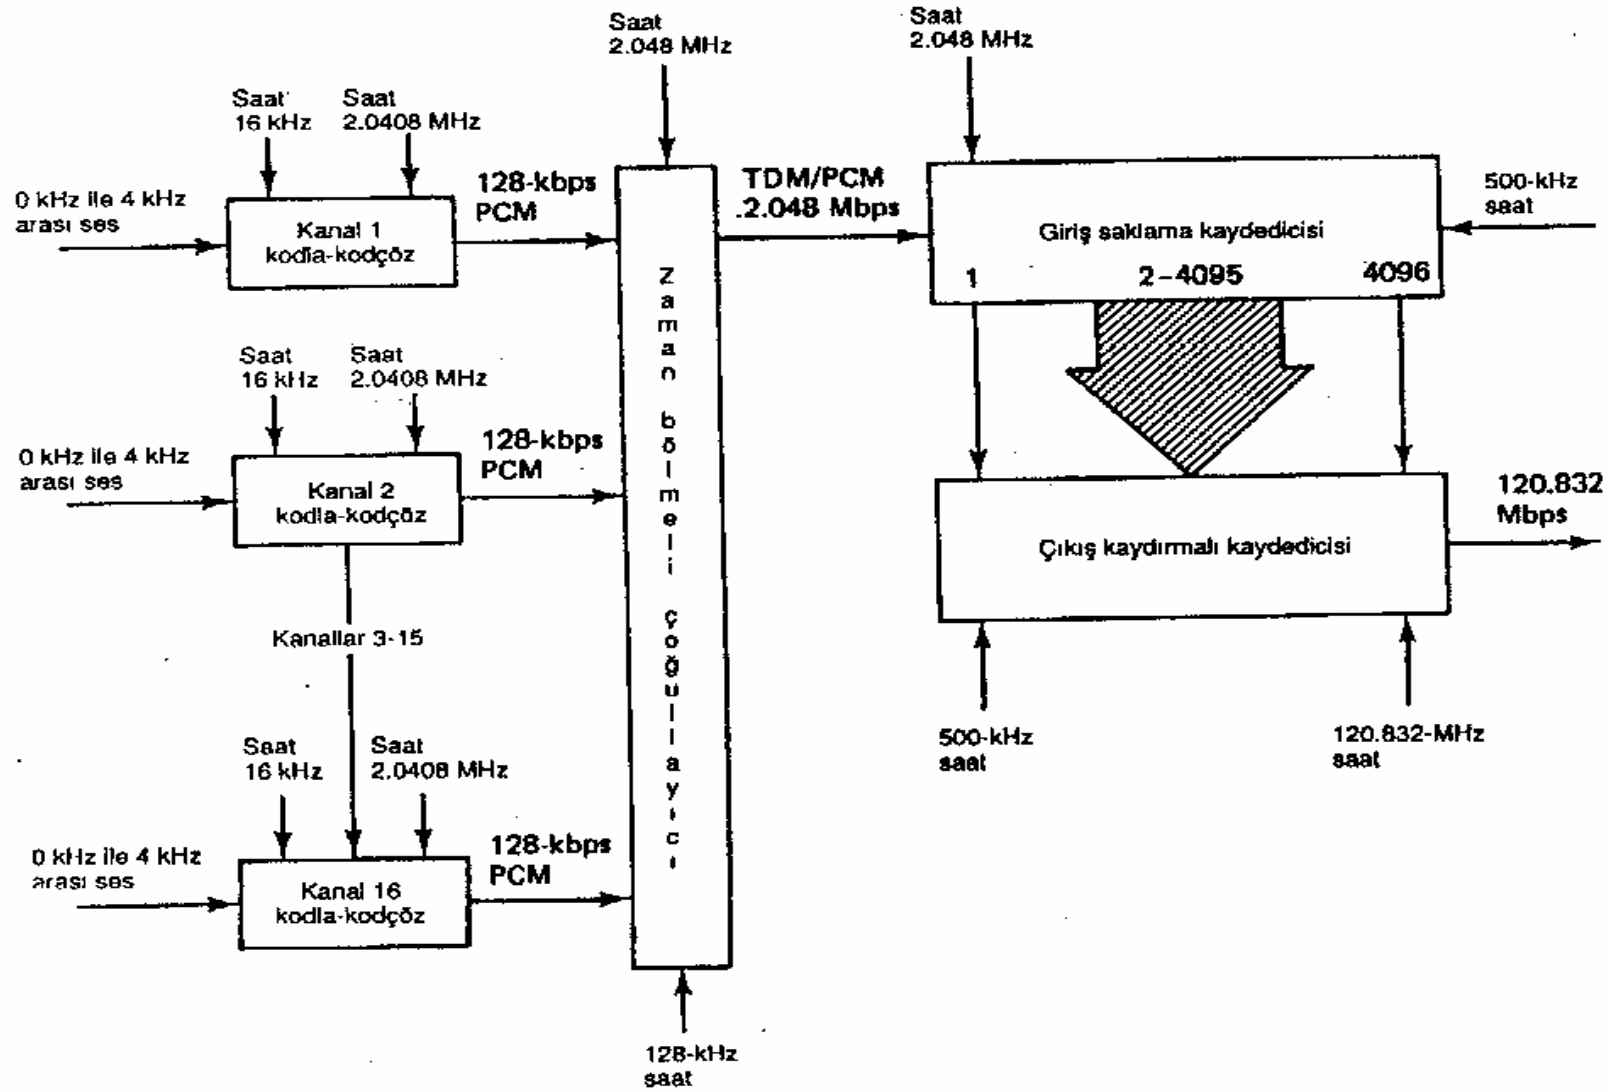 Saat
2.048 MHz
Saat
2.048 MHz
Saat
16 kHz
Saat
2.0408 MHz
0 kHz ile 4 kHz
arası ses
Kanal 1
kodla-kodçöz
128-kbps
PCM
TDM/PCM
.2.048 Mbps
Giriş saklama kaydedicisi
1
2-4095
4096
500-kHz
saat
Zaman bölmeli çoğullayıcı
Saat
16 kHz
Saat
2.0408 MHz
0 kHz ile 4 kHz
arası ses
Kanal 2
kodla-kodçöz
128-kbps
PCM
Çıkış kaydırmalı kaydedicisi
120.832
Mbps
Kanallar 3-15
500-kHz
saat
120.832-MHz
saat
Saat
16 kHz
Saat
2.0408 MHz
0 kHz ile 4 kHz
arası ses
Kanal 16
kodla-kodçöz
128-kbps
PCM
128-kHz
saat